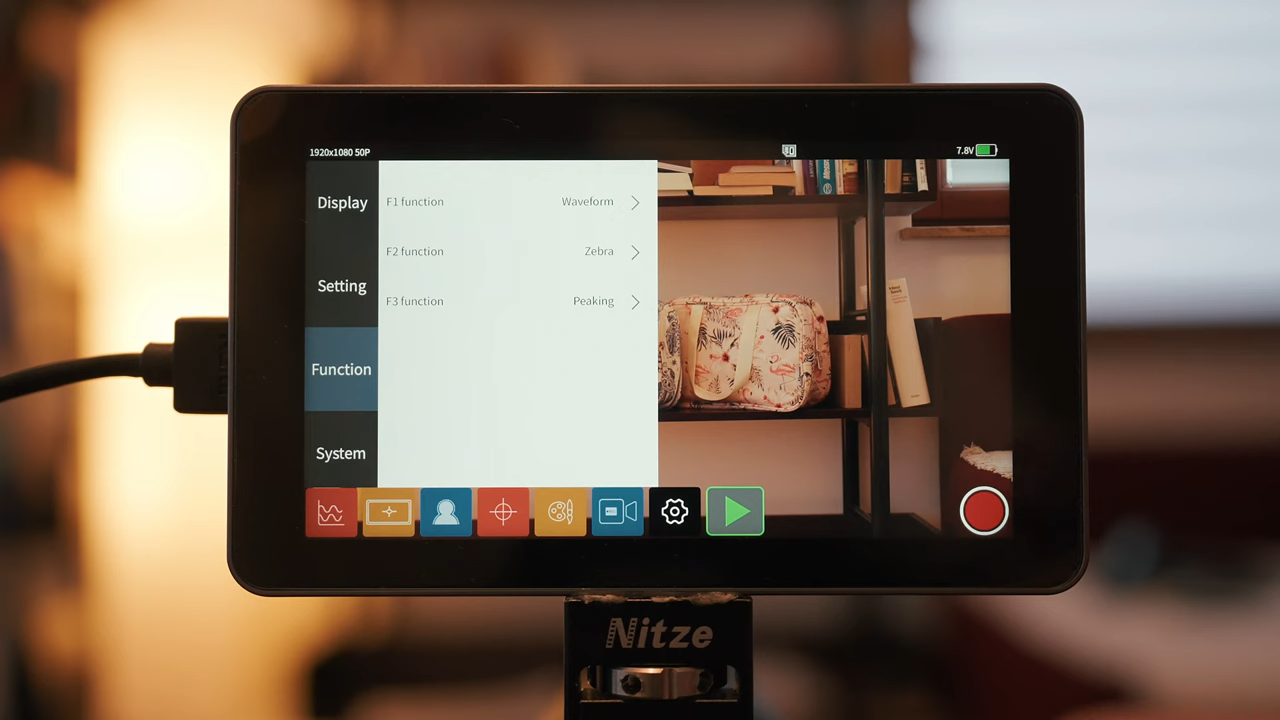 1920x1080 50P
7.8V
Display
F1 function Waveform
F2 function Zebra
Setting
F3 function Peaking
Function
System
Nitze